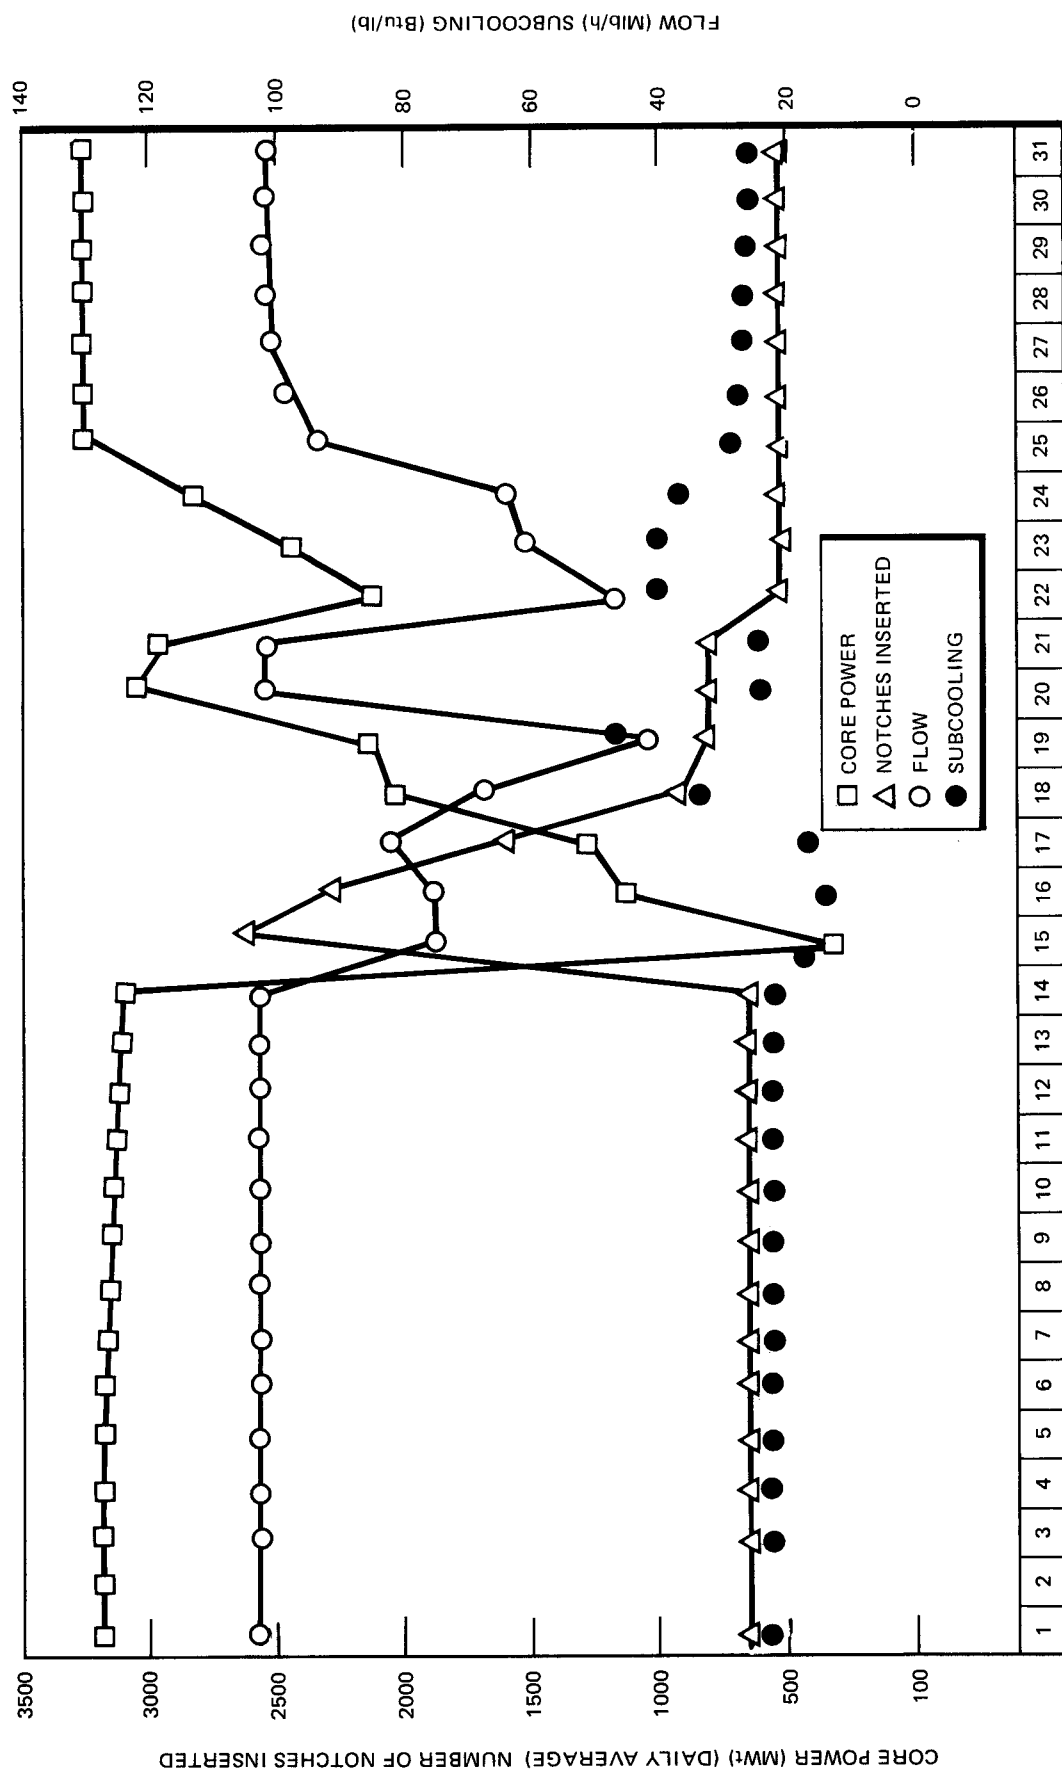 FLOW (Mlb/h) SUBCOOLING (Btu/lb)
140
120
100
80
60
40
20
0
3500
3000
2500
2000
1500
1000
500
100
CORE POWER (MWt) (DAILY AVERAGE) NUMBER OF NOTCHES INSERTED
CORE POWER
NOTCHES INSERTED
FLOW
SUBCOOLING
1 2 3 4 5 6 7 8 9 10 11 12 13 14 15 16 17 18 19 20 21 22 23 24 25 26 27 28 29 30 31